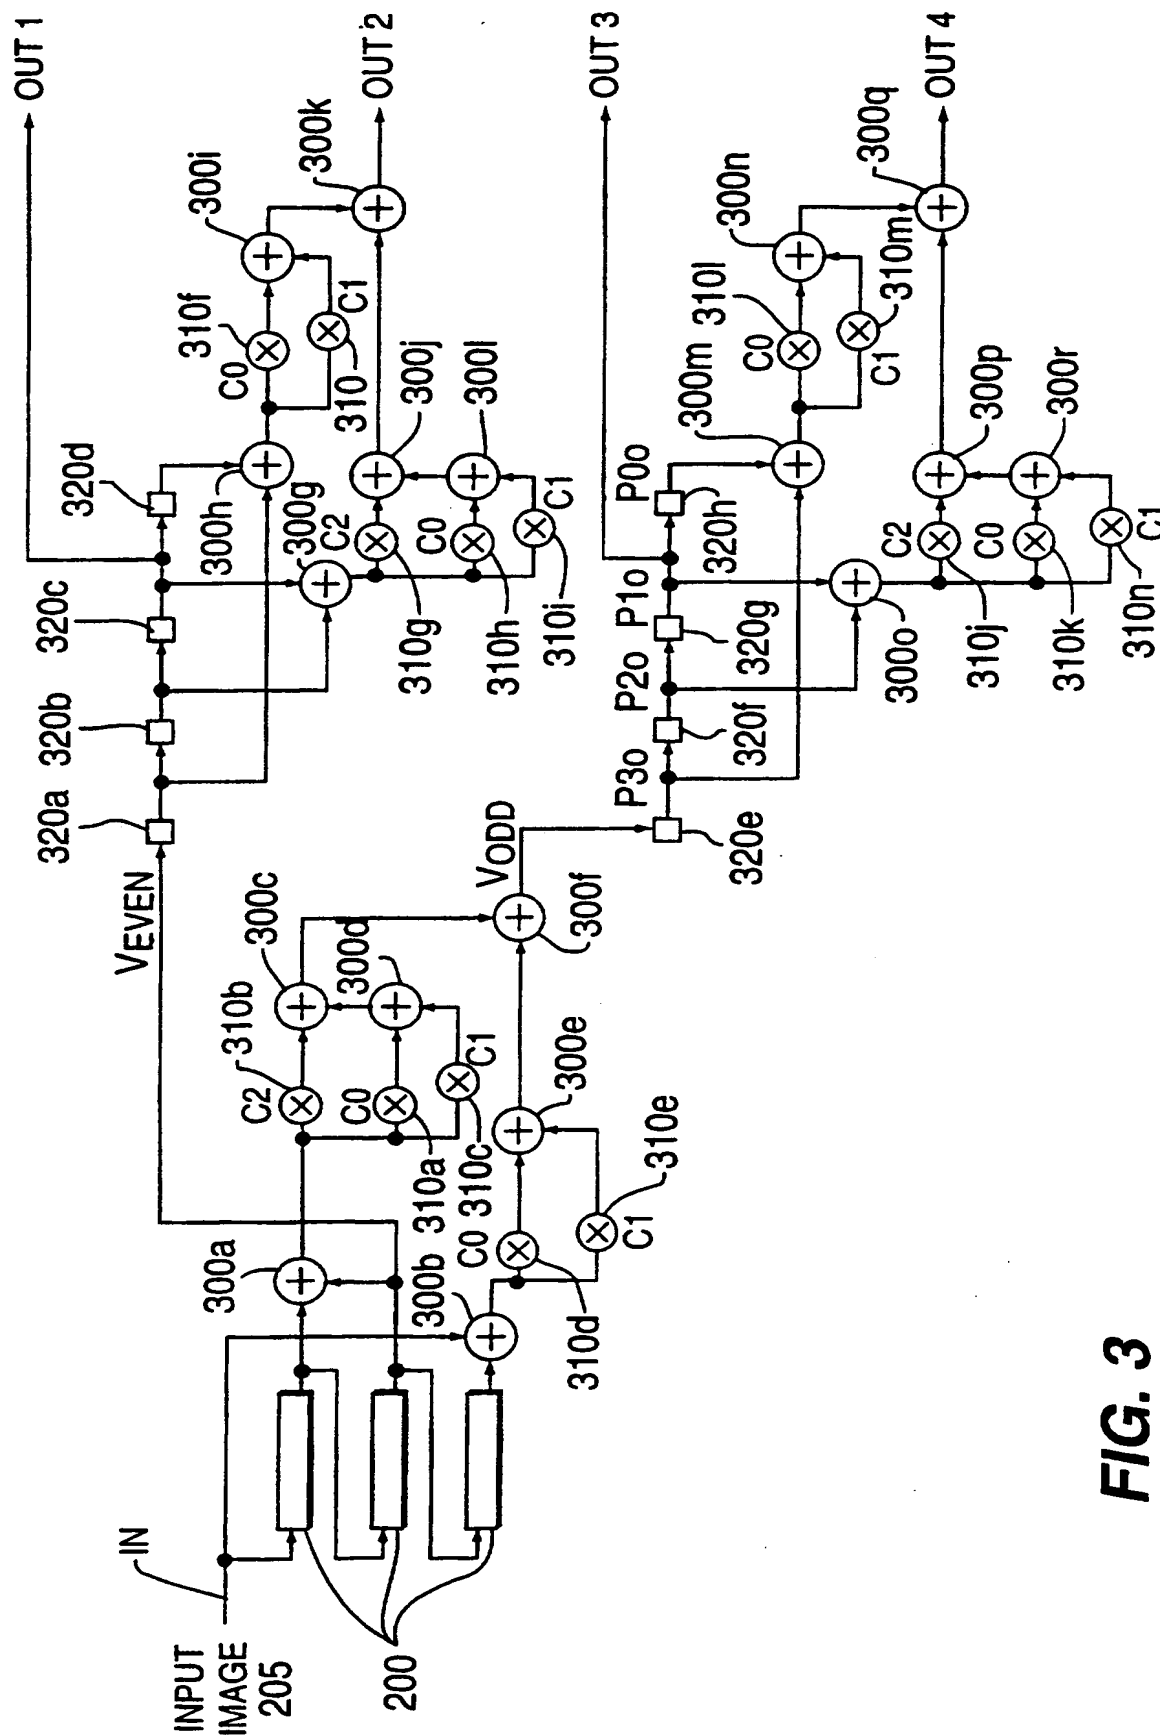 INPUT
IMAGE
205
IN
200
300a
300b
310d
C0
310b
C2
C0
310a
310c
C1
300c
300d
300e
310e
C1
300f
VEVEN
VODD
320a
320b
320c
320d
300h
300g
C2
310g
C0
310h
310i
C1
300j
300l
310f
C0
310
C1
300i
300k
OUT 1
OUT 2
320e
P3o
320f
P2o
320g
P1o
320h
P0o
300m
300o
C2
310j
C0
310k
310n
C1
300p
300r
310l
C0
C1
310m
300n
300q
OUT 3
OUT 4
FIG. 3